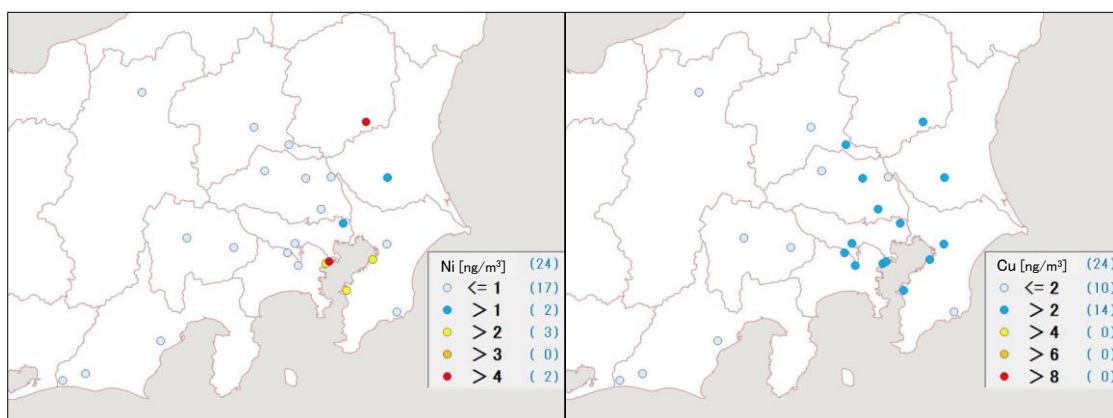 Ni [ng/m³] (24)
<= 1 (17)
> 1 ( 2)
> 2 ( 3)
> 3 ( 0)
> 4 ( 2)
Cu [ng/m³] (24)
<= 2 (10)
> 2 (14)
> 4 ( 0)
> 6 ( 0)
> 8 ( 0)